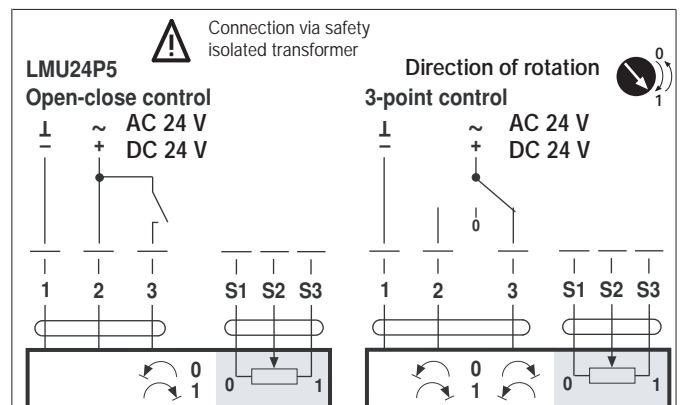 Connection via safety
isolated transformer
LMU24P5
Direction of rotation
0
1
Open-close control
3-point control
⊥ ~ AC 24 V
– + DC 24 V
⊥ ~ AC 24 V
– + DC 24 V
0
1 2 3 S1 S2 S3
1 2 3 S1 S2 S3
0
1
0 1
0
1
0 1